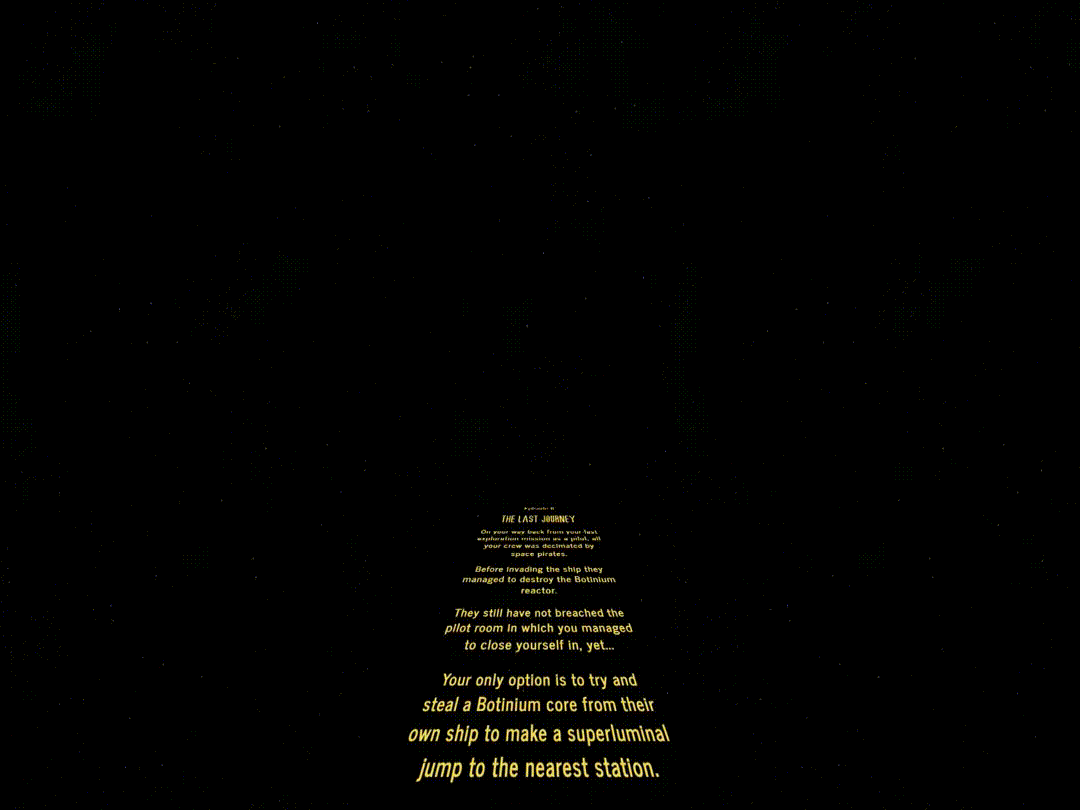 THE LAST JOURNEY
On your way back from your last
exploration mission as a pilot, all
your crew was decimated by
space pirates.
Before invading the ship they
managed to destroy the Botinium
reactor.
They still have not breached the
pilot room in which you managed
to close yourself in, yet...
Your only option is to try and
steal a Botinium core from their
own ship to make a superluminal
jump to the nearest station.